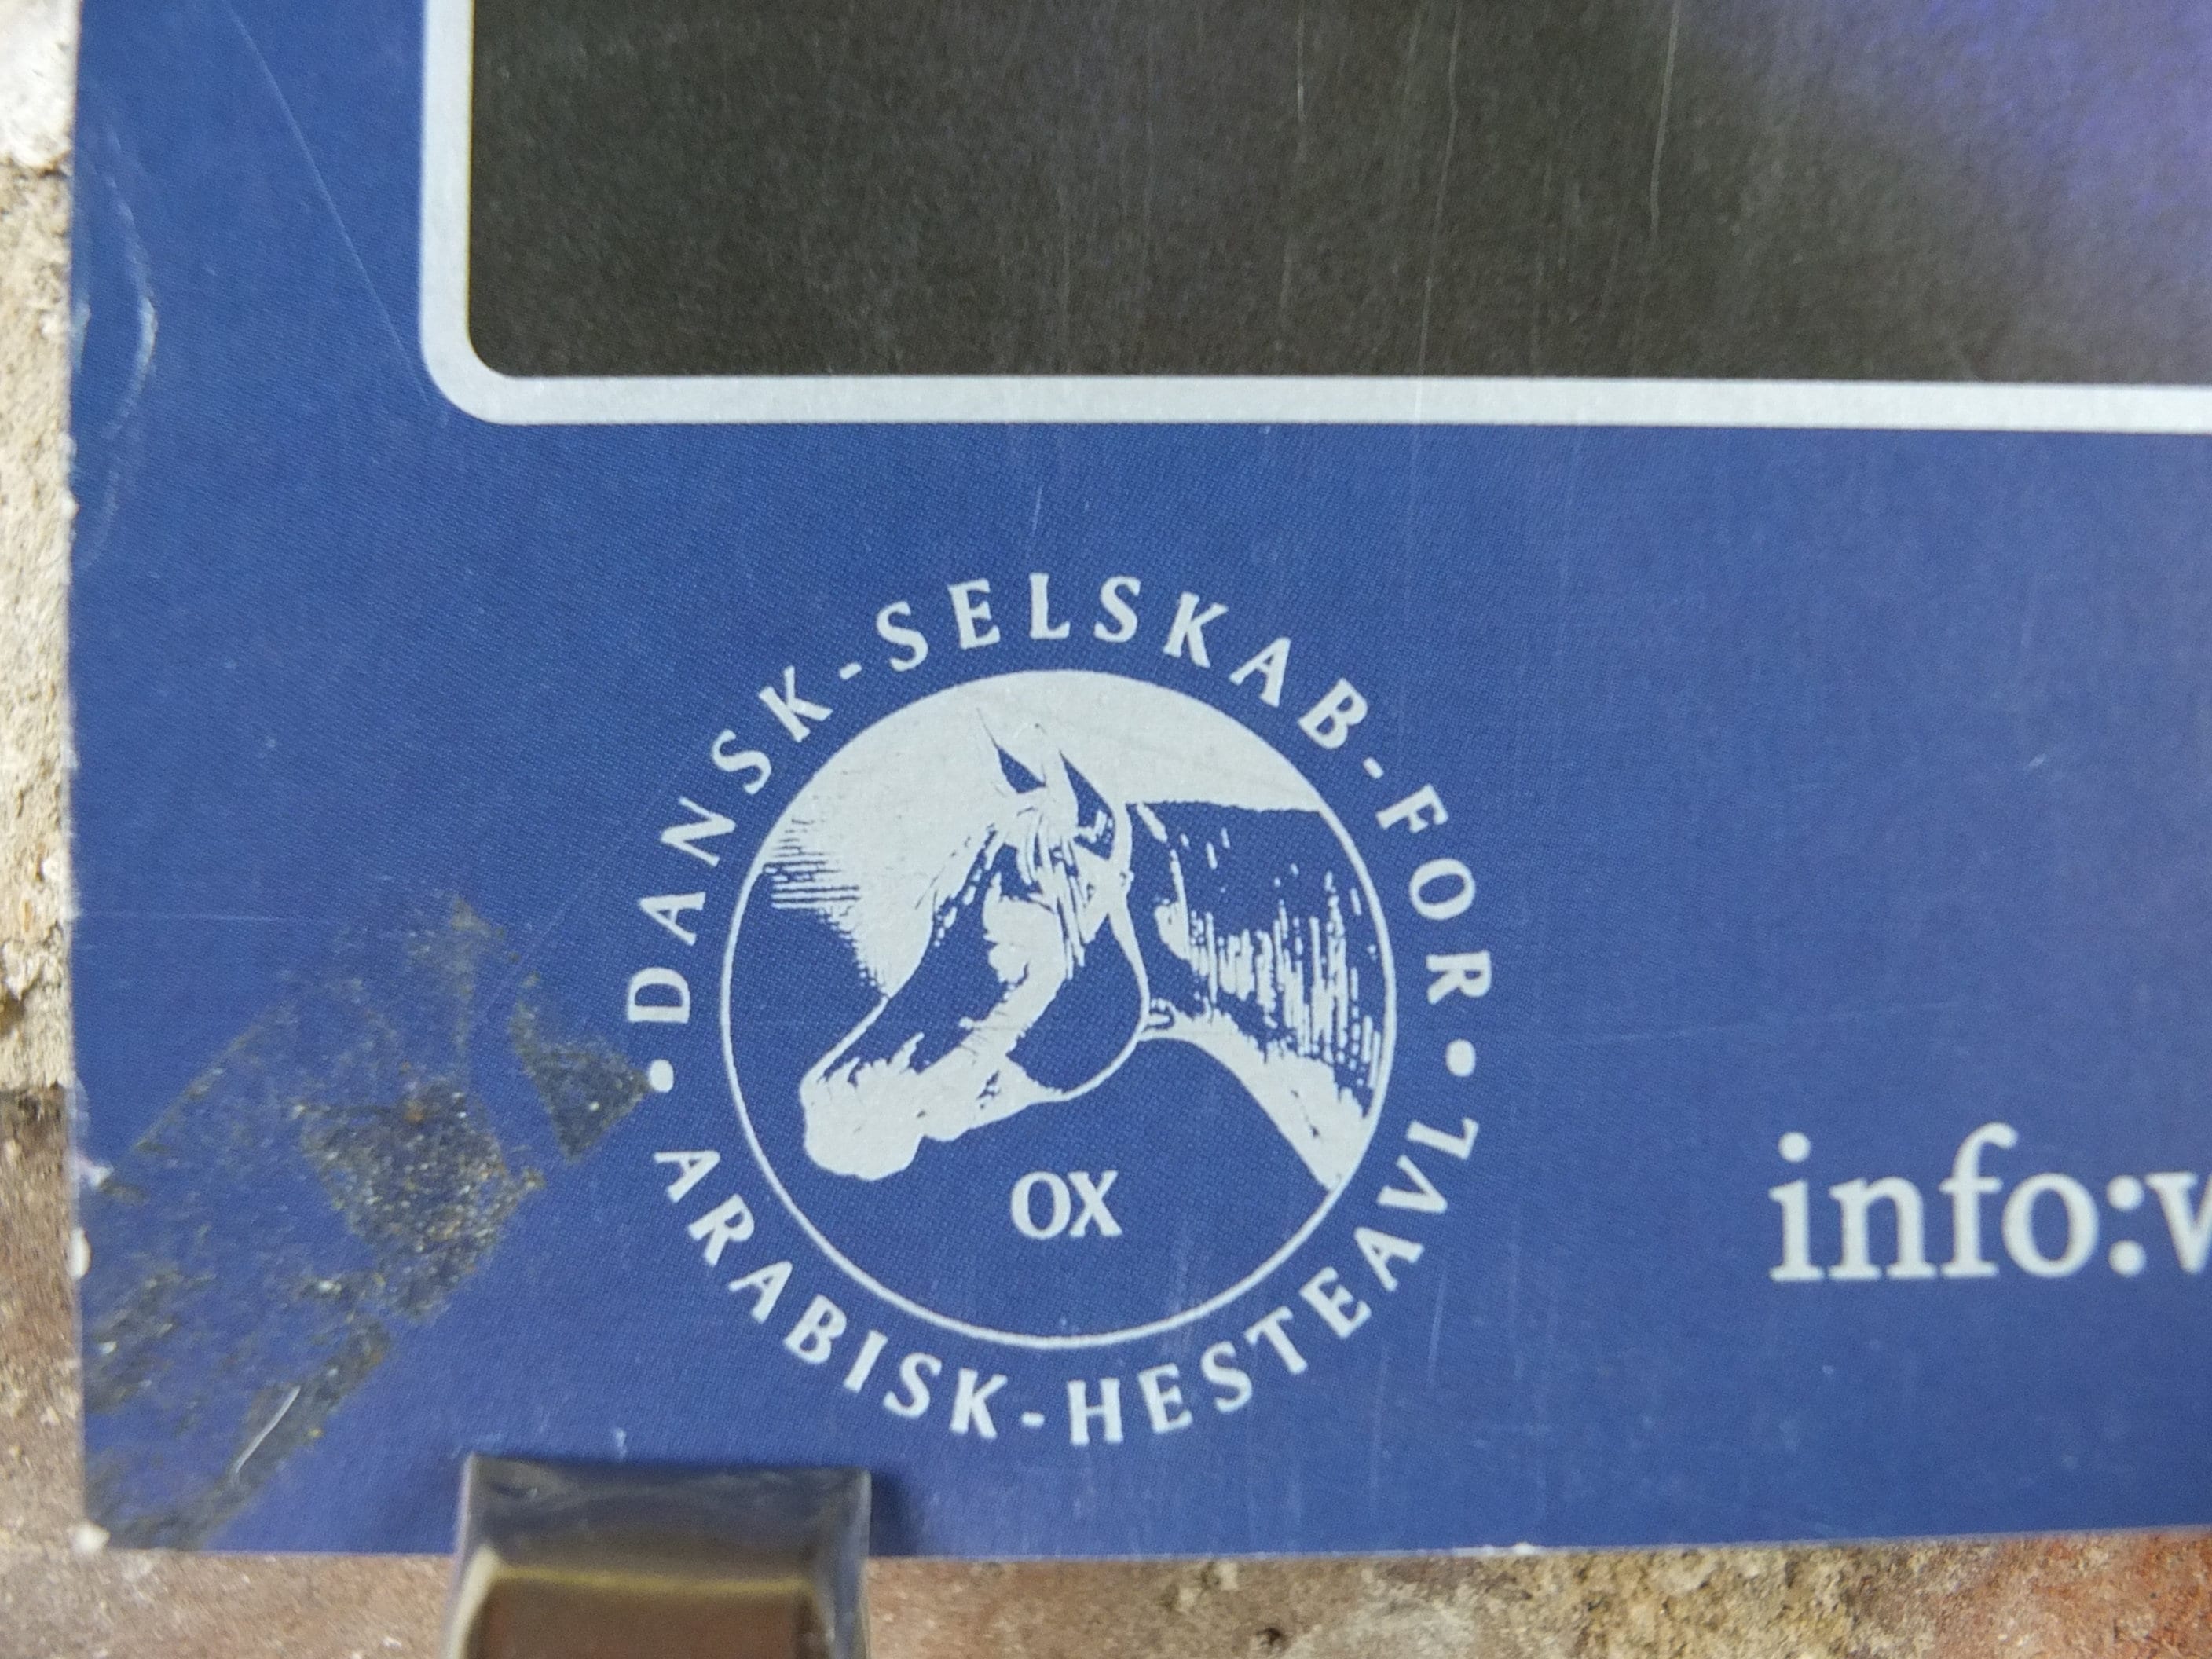 • DANSK-SELSKAB-FOR •
ARABISK-HESTEAVL
OX
info: